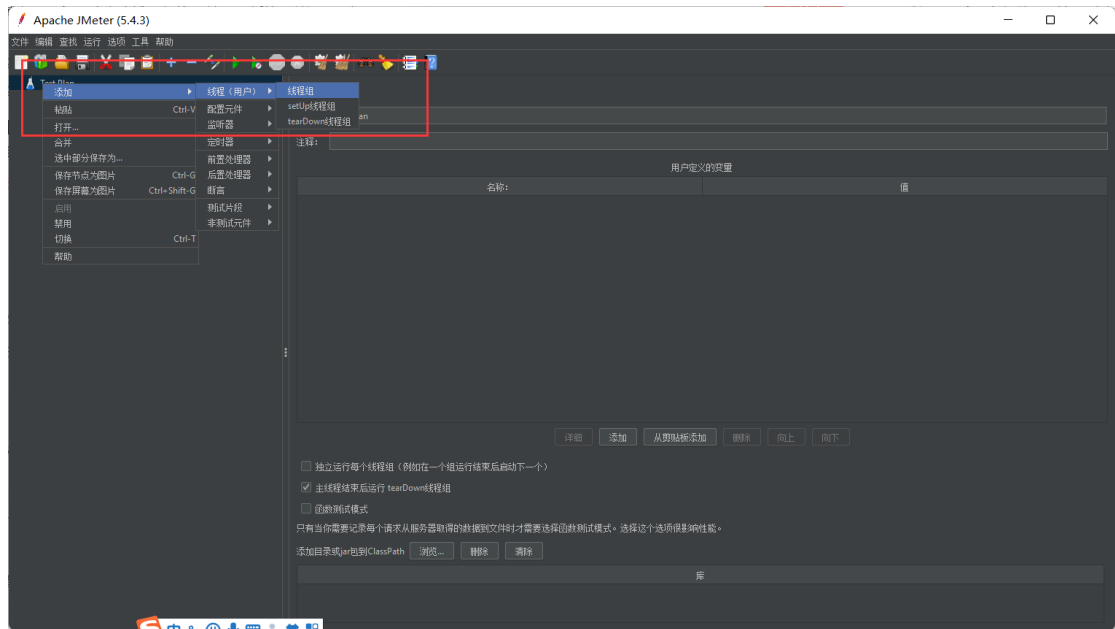 Apache JMeter (5.4.3)
文件 编辑 查找 运行 选项 工具 帮助
Test Plan
添加
粘贴 Ctrl-V
打开...
合并
选中部分保存为...
保存节点为图片 Ctrl-G
保存屏幕为图片 Ctrl+Shift-G
启用
禁用
切换 Ctrl-T
帮助
线程（用户）
配置元件
监听器
定时器
前置处理器
后置处理器
断言
测试片段
非测试元件
线程组
setUp线程组
tearDown线程组
an
注释：
用户定义的变量
名称: 值
详细 添加 从剪贴板添加 删除 向上 向下
独立运行每个线程组（例如在一个组运行结束后启动下一个）
主线程结束后运行 tearDown线程组
函数测试模式
只有当你需要记录每个请求从服务器取得的数据到文件时才需要选择函数测试模式。选择这个选项很影响性能。
添加目录或jar包到ClassPath 浏览... 删除 清除
库
中